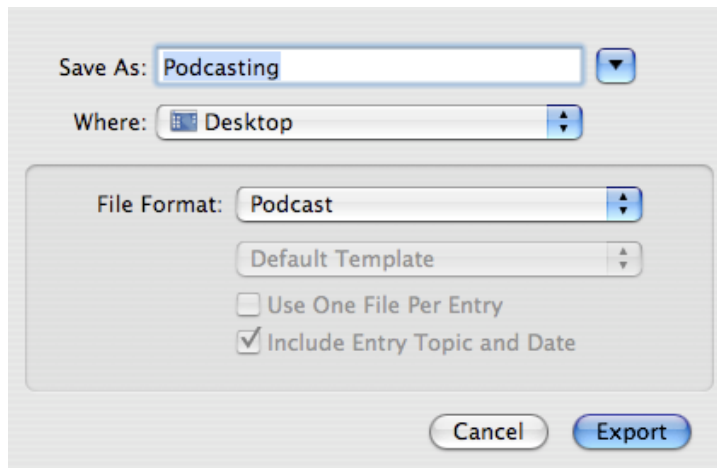 Save As: Podcasting
Where: Desktop
File Format: Podcast
Default Template
Use One File Per Entry
Include Entry Topic and Date
Cancel Export